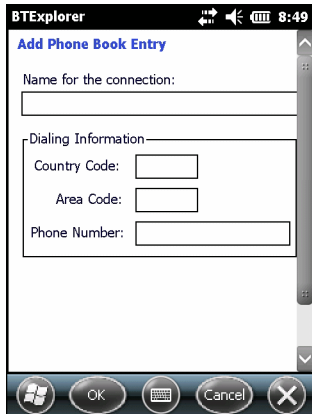 BTExplorer 8:49
Add Phone Book Entry
Name for the connection:
Dialing Information
Country Code:
Area Code:
Phone Number:
OK Cancel